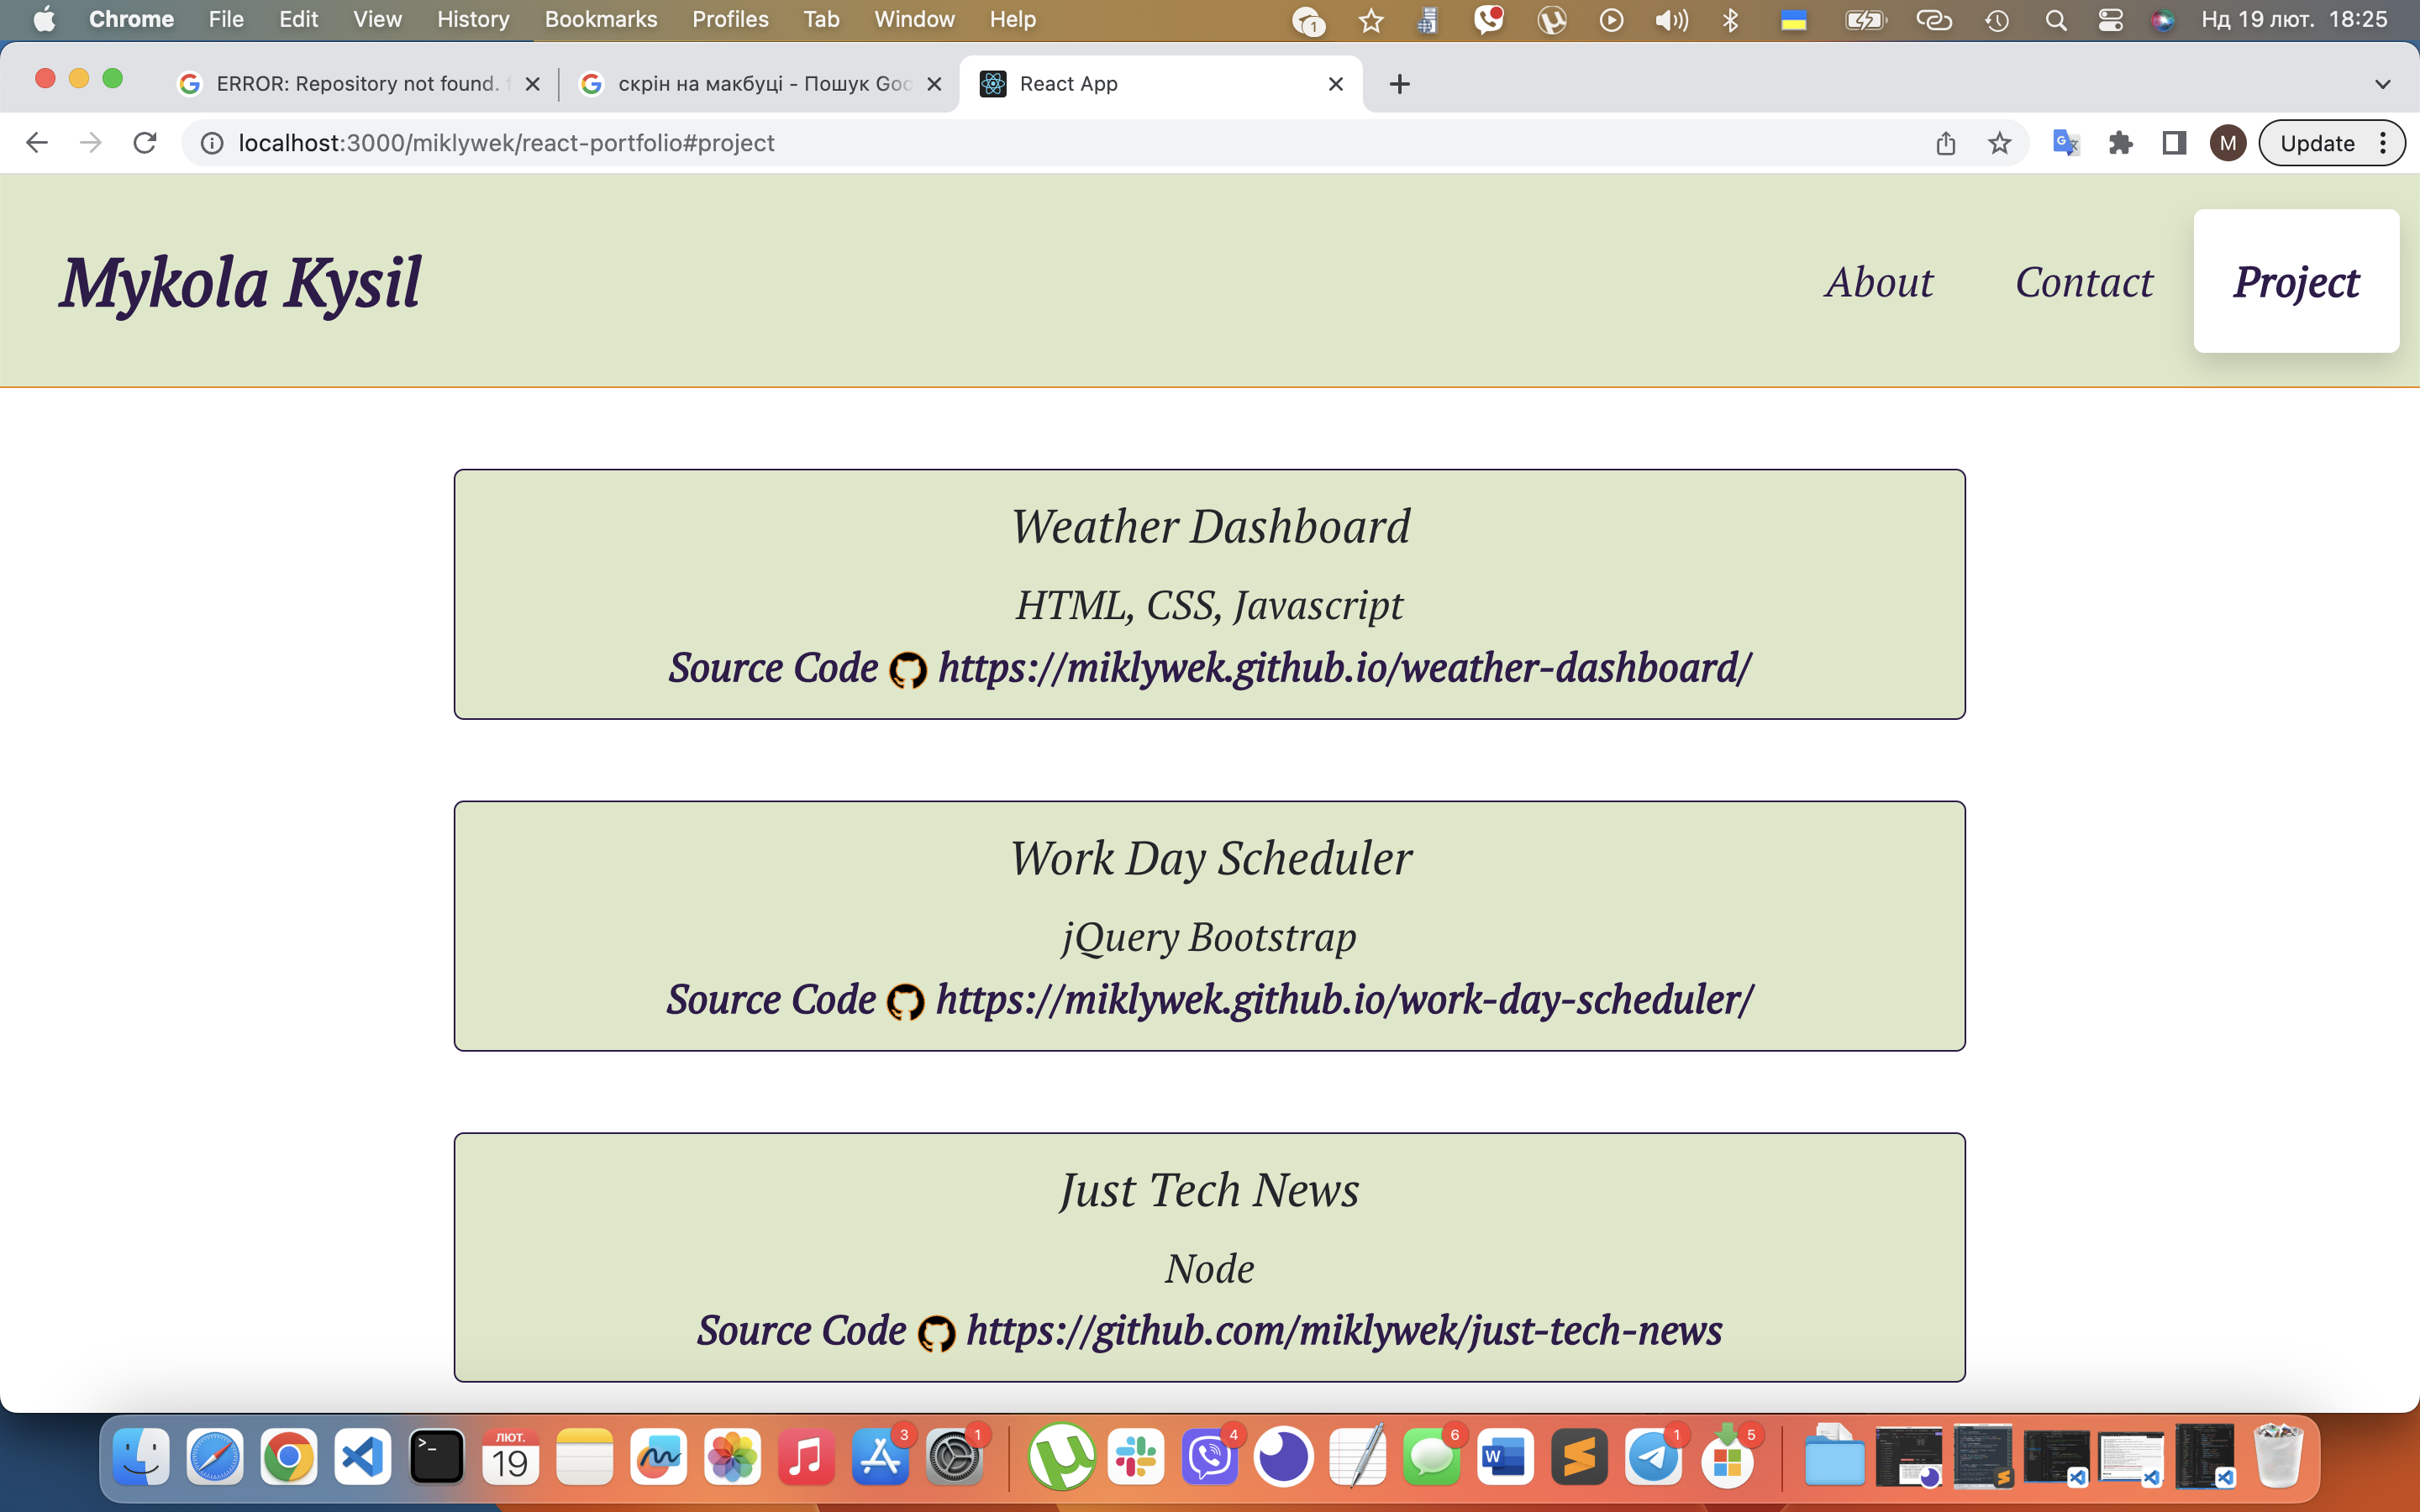 Chrome File Edit View History Bookmarks Profiles Tab Window Help 1 Нд 19 лют. 18:25
ERROR: Repository not found. скрін на макбуці - Пошук Goo React App
localhost:3000/miklywek/react-portfolio#project M Update
Mykola Kysil About Contact Project
Weather Dashboard
HTML, CSS, Javascript
Source Code https://miklywek.github.io/weather-dashboard/
Work Day Scheduler
jQuery Bootstrap
Source Code https://miklywek.github.io/work-day-scheduler/
Just Tech News
Node
Source Code https://github.com/miklywek/just-tech-news
ЛЮТ. 3 1 4 6 1 5
19 W